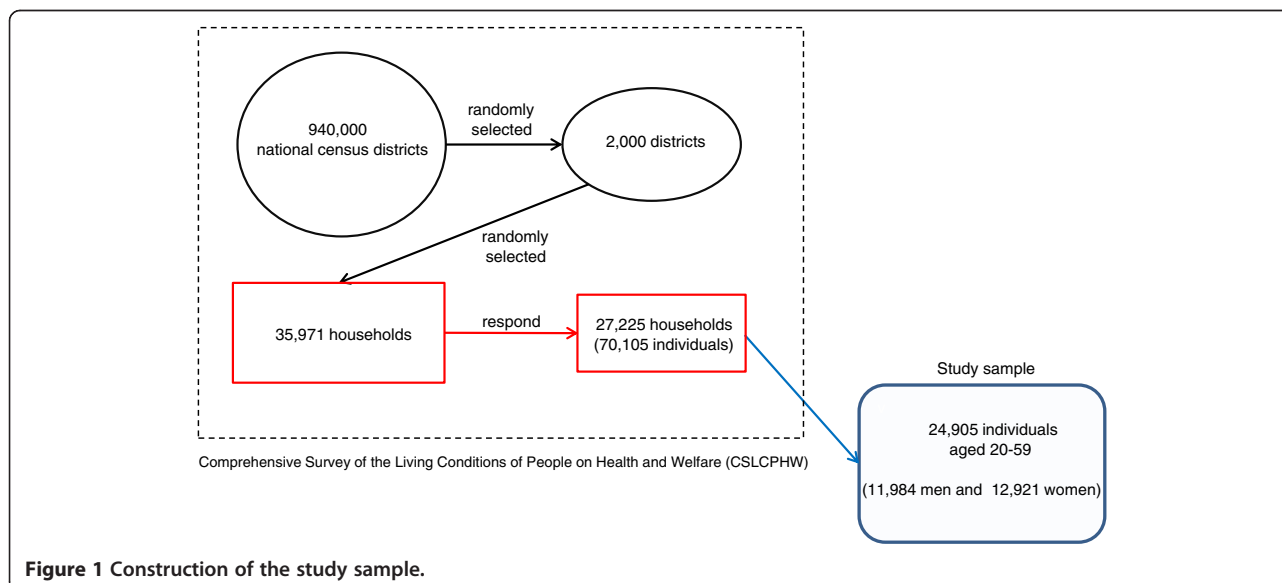 940,000
national census districts
randomly
selected
2,000 districts
randomly
selected
35,971 households
respond
27,225 households
(70,105 individuals)
Study sample
24,905 individuals
aged 20-59
(11,984 men and 12,921 women)
Comprehensive Survey of the Living Conditions of People on Health and Welfare (CSLCPHW)
Figure 1 Construction of the study sample.